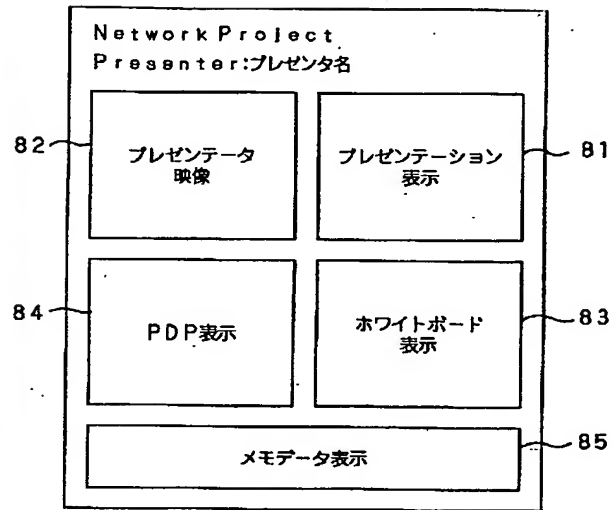 Network Project
Presenter:プレゼンタ名
82
プレゼンテータ
映像
プレゼンテーション
表示
81
84
PDP表示
ホワイトボード
表示
83
メモデータ表示
85